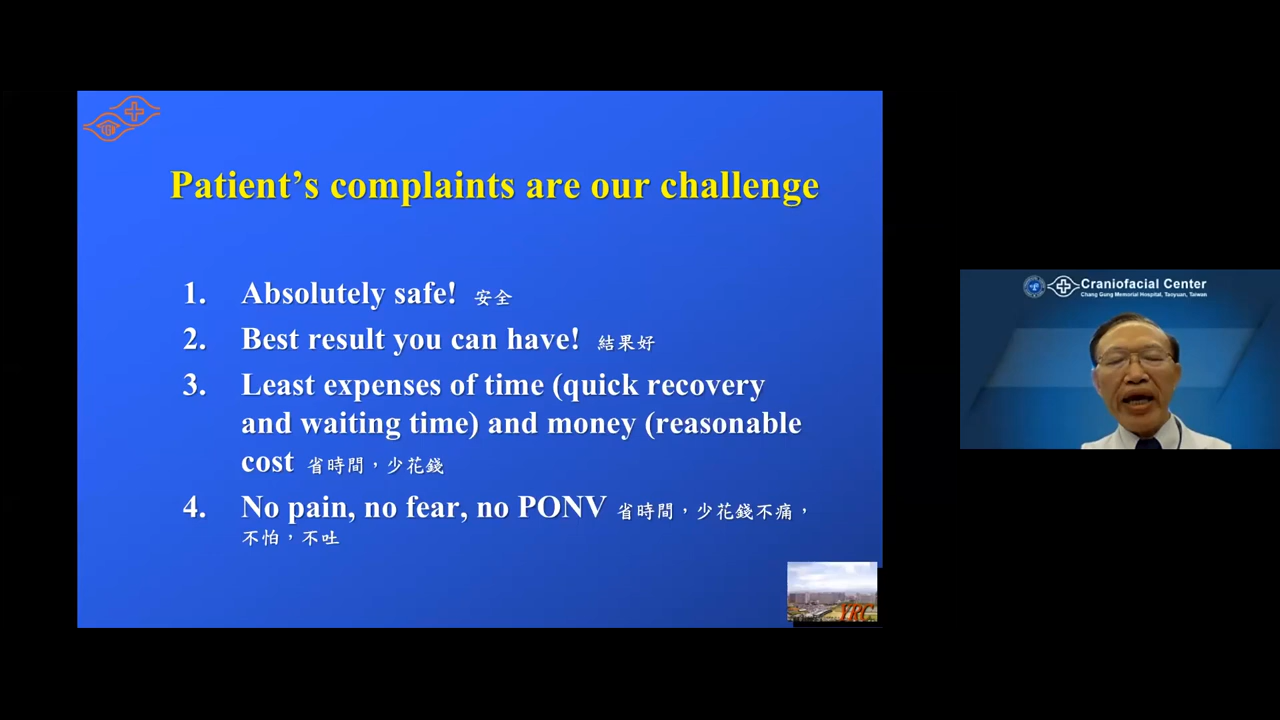 Patient's complaints are our challenge
1. Absolutely safe! 安全
2. Best result you can have! 結果好
3. Least expenses of time (quick recovery
and waiting time) and money (reasonable
cost 省時間，少花錢
4. No pain, no fear, no PONV 省時間，少花錢不痛，
不怕，不吐
YRC
Craniofacial Center
Chang Gung Memorial Hospital, Taoyuan, Taiwan